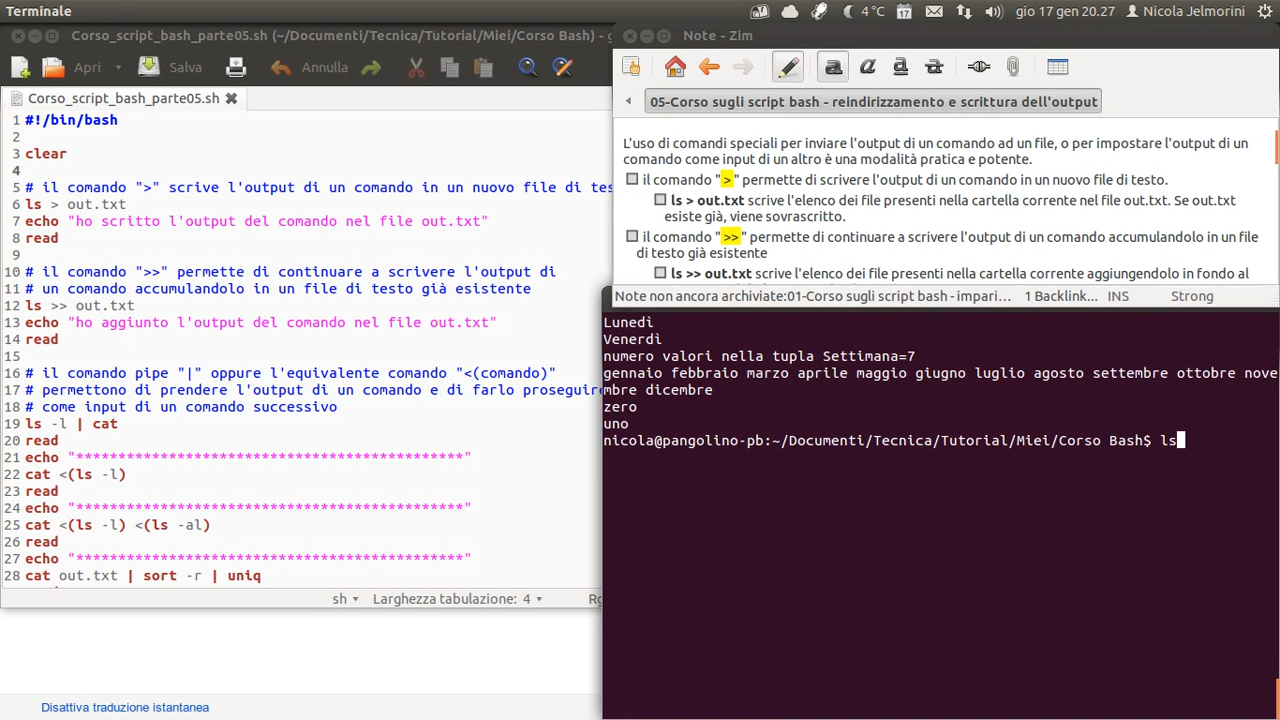 Terminale
4 °C
17
gio 17 gen 20.27
Nicola Jelmorini
Corso_script_bash_parte05.sh (~/Documenti/Tecnica/Tutorial/Miei/Corso Bash) - g
Apri
Salva
Annulla
Corso_script_bash_parte05.sh
1 #!/bin/bash
2
3 clear
4
5 # il comando ">" scrive l'output di un comando in un nuovo file di tes
6 ls > out.txt
7 echo "ho scritto l'output del comando nel file out.txt"
8 read
9
10 # il comando ">>" permette di continuare a scrivere l'output di
11 # un comando accumulandolo in un file di testo già esistente
12 ls >> out.txt
13 echo "ho aggiunto l'output del comando nel file out.txt"
14 read
15
16 # il comando pipe "|" oppure l'equivalente comando "<(comando)"
17 # permettono di prendere l'output di un comando e di farlo proseguire
18 # come input di un comando successivo
19 ls -l | cat
20 read
21 echo "**********************************************"
22 cat <(ls -l)
23 read
24 echo "**********************************************"
25 cat <(ls -l) <(ls -al)
26 read
27 echo "**********************************************"
28 cat out.txt | sort -r | uniq
sh
Larghezza tabulazione: 4
Rg
Disattiva traduzione istantanea
Note - Zim
05-Corso sugli script bash - reindirizzamento e scrittura dell'output
L'uso di comandi speciali per inviare l'output di un comando ad un file, o per impostare l'output di un
comando come input di un altro è una modalità pratica e potente.
il comando ">" permette di scrivere l'output di un comando in un nuovo file di testo.
ls > out.txt scrive l'elenco dei file presenti nella cartella corrente nel file out.txt. Se out.txt
esiste già, viene sovrascritto.
il comando ">>" permette di continuare a scrivere l'output di un comando accumulandolo in un file
di testo già esistente
ls >> out.txt scrive l'elenco dei file presenti nella cartella corrente aggiungendolo in fondo al
Note non ancora archiviate:01-Corso sugli script bash - impari...
1 Backlink...
INS
Strong
Lunedì
Venerdì
numero valori nella tupla Settimana=7
gennaio febbraio marzo aprile maggio giugno luglio agosto settembre ottobre nove
mbre dicembre
zero
uno
nicola@pangolino-pb:~/Documenti/Tecnica/Tutorial/Miei/Corso Bash$ ls